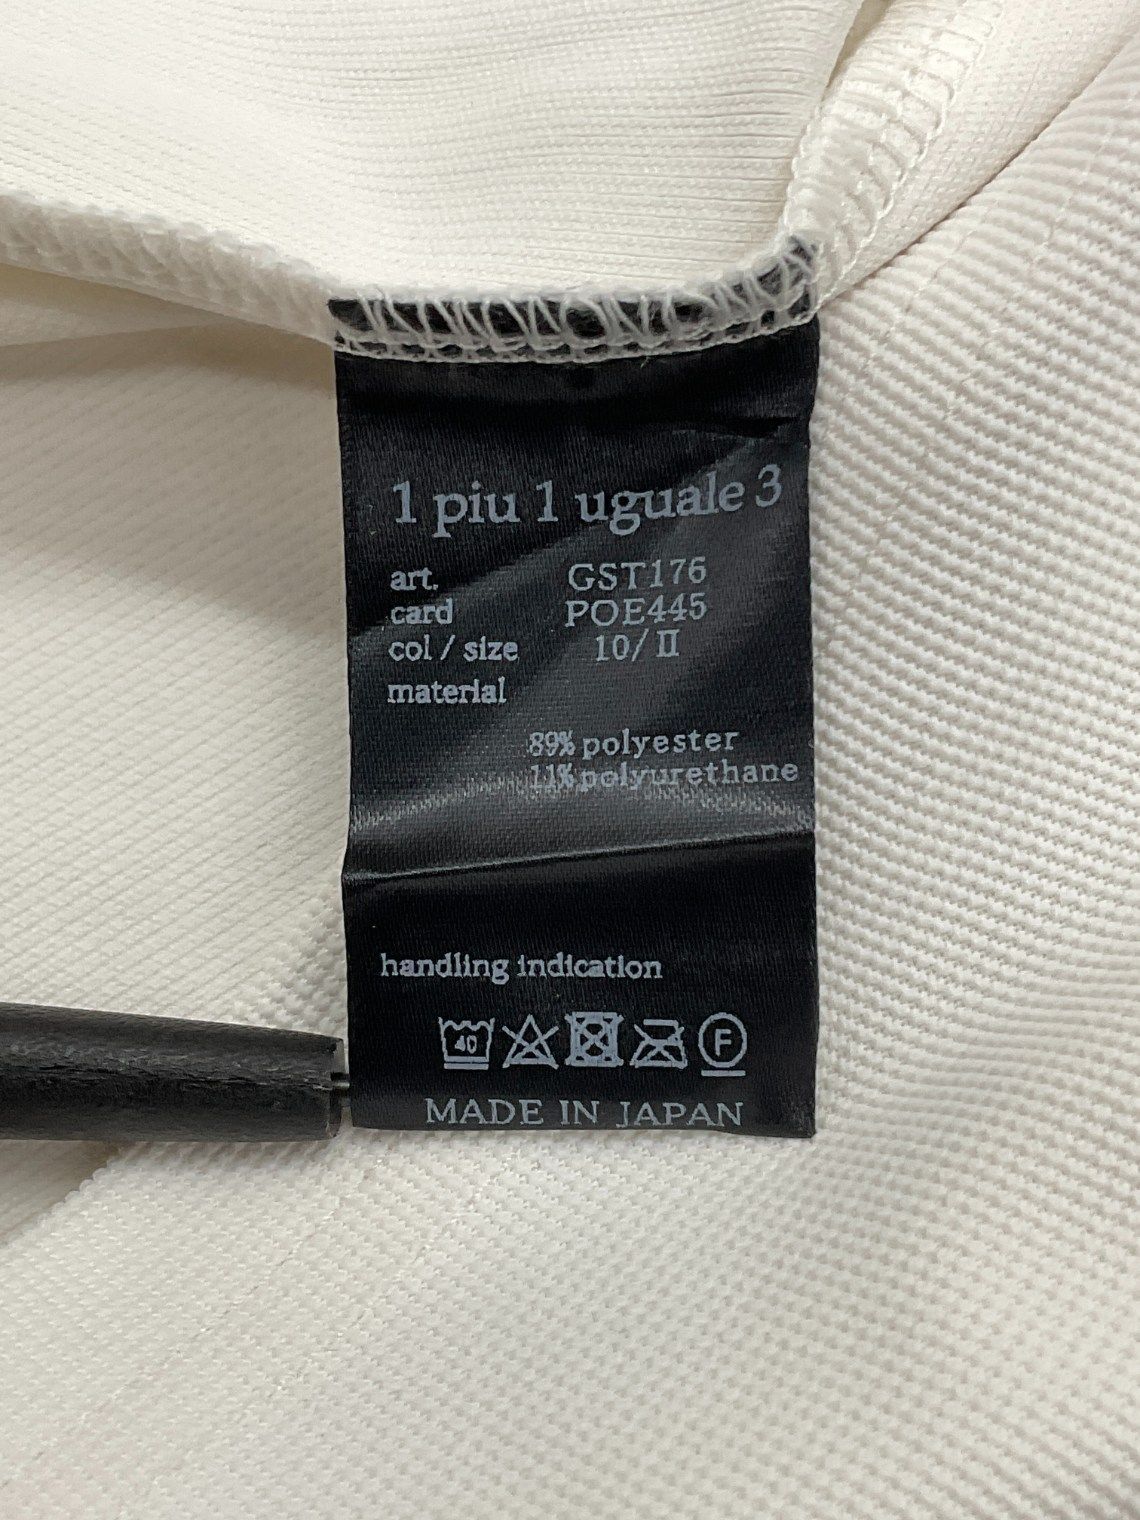 1 piu 1 uguale 3
art. GST176
card POE445
col / size 10/II
material
89% polyester
11% polyurethane
handling indication
40 F
MADE IN JAPAN